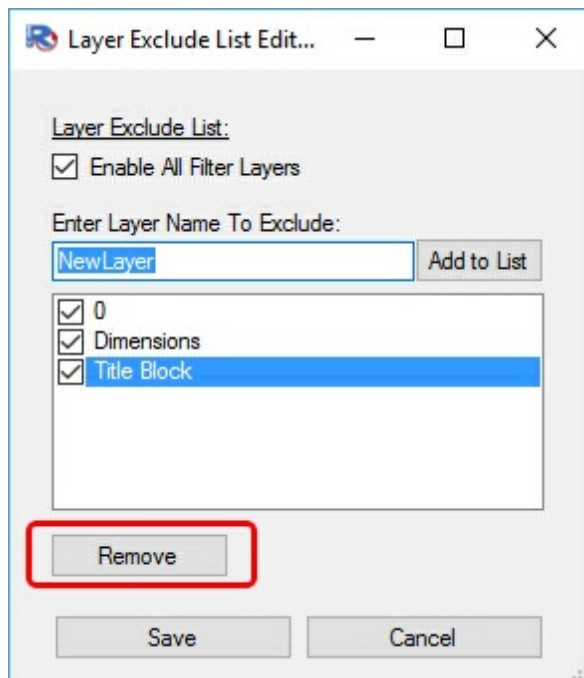 Layer Exclude List Edit...
Layer Exclude List:
Enable All Filter Layers
Enter Layer Name To Exclude:
NewLayer Add to List
0
Dimensions
Title Block
Remove
Save Cancel